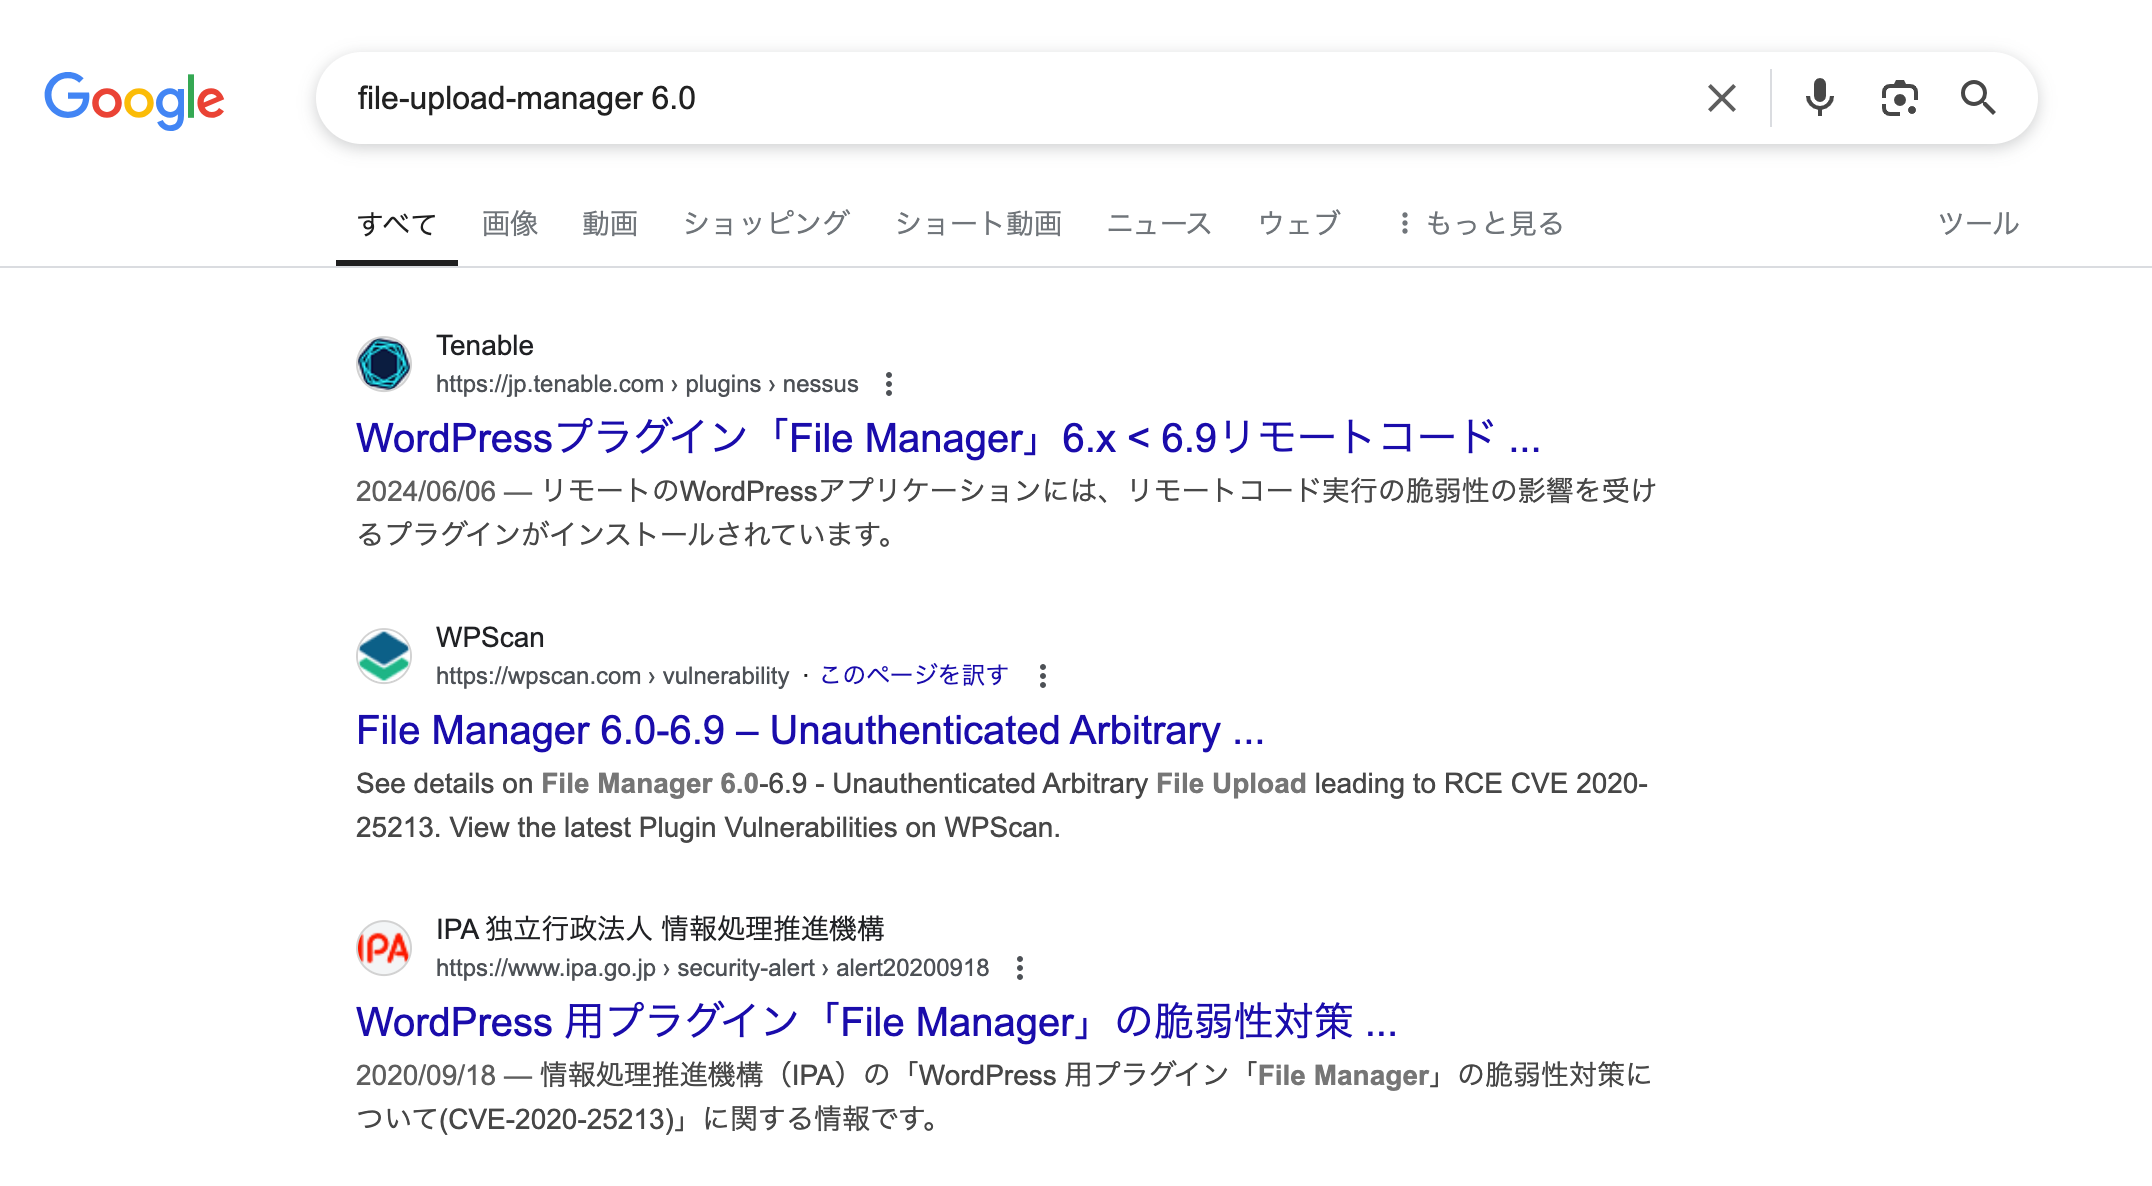 Google
file-upload-manager 6.0
すべて 画像 動画 ショッピング ショート動画 ニュース ウェブ もっと見る ツール
Tenable
https://jp.tenable.com › plugins › nessus
WordPressプラグイン「File Manager」6.x < 6.9リモートコード ...
2024/06/06 — リモートのWordPressアプリケーションには、リモートコード実行の脆弱性の影響を受け
るプラグインがインストールされています。
WPScan
https://wpscan.com › vulnerability · このページを訳す
File Manager 6.0-6.9 – Unauthenticated Arbitrary ...
See details on File Manager 6.0-6.9 - Unauthenticated Arbitrary File Upload leading to RCE CVE 2020-
25213. View the latest Plugin Vulnerabilities on WPScan.
IPA
IPA 独立行政法人 情報処理推進機構
https://www.ipa.go.jp › security-alert › alert20200918
WordPress 用プラグイン「File Manager」の脆弱性対策 ...
2020/09/18 — 情報処理推進機構（IPA）の「WordPress 用プラグイン「File Manager」の脆弱性対策に
ついて(CVE-2020-25213)」に関する情報です。